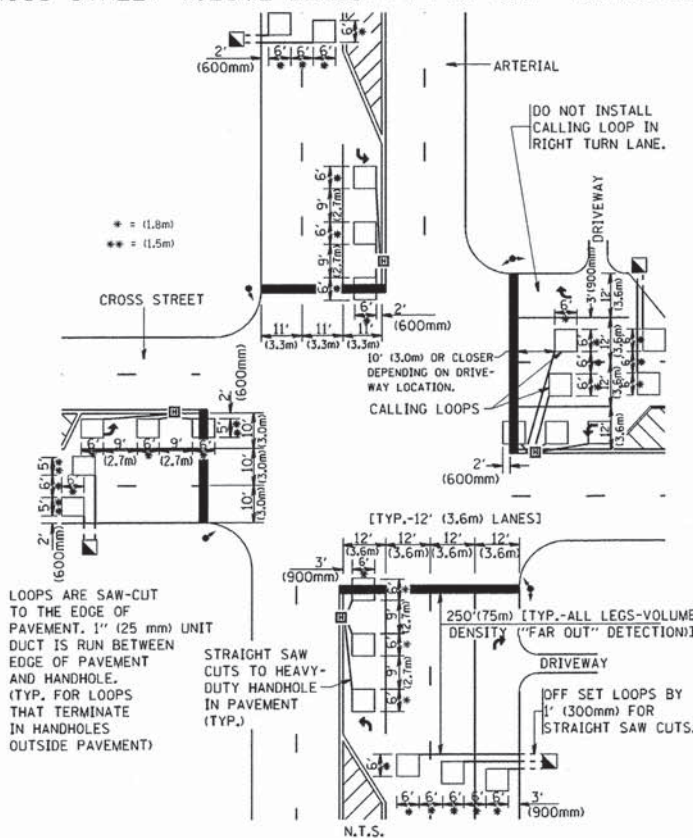 2'
(600mm)
6' 6' 6'
* * *
6'
*
ARTERIAL
DO NOT INSTALL
CALLING LOOP IN
RIGHT TURN LANE.
DRIVEWAY
* = (1.8m)
** = (1.5m)
6'
*
9'
(2.7m)
6'
*
9'
(2.7m)
6'
*
H
CROSS STREET
6'
*
2'
(600mm)
11' 11' 11'
(3.3m) (3.3m) (3.3m)
3' (900mm)
12'
(3.6m)
12'
(3.6m)
12'
(3.6m)
12'
(3.6m)
6'
6' 6'
6' 6'
10' (3.0m) OR CLOSER
DEPENDING ON DRIVE-
WAY LOCATION.
CALLING LOOPS
H
2'
(600mm)
2'
(600mm)
H
5'
**
10'
(3.0m)
10'
(3.0m)
10'
(3.0m)
6' 9' 6' 9' 6'
* (2.7m) * (2.7m) *
5'
6'
5'
6'
2'
(600mm)
[TYP.-12' (3.6m) LANES]
12' 12' 12' 12'
(3.6m) (3.6m) (3.6m) (3.6m)
3'
(900mm)
6'
*
H
6'
*
9'
(2.7m)
6'
*
9'
(2.7m)
6'
*
250'(75m) [TYP.-ALL LEGS-VOLUME
DENSITY ("FAR OUT" DETECTION)]
LOOPS ARE SAW-CUT
TO THE EDGE OF
PAVEMENT. 1" (25 mm) UNIT
DUCT IS RUN BETWEEN
EDGE OF PAVEMENT
AND HANDHOLE.
(TYP. FOR LOOPS
THAT TERMINATE
IN HANDHOLES
OUTSIDE PAVEMENT)
STRAIGHT SAW
CUTS TO HEAVY-
DUTY HANDHOLE
IN PAVEMENT
(TYP.)
DRIVEWAY
OFF SET LOOPS BY
1' (300mm) FOR
STRAIGHT SAW CUTS.
6'
*
6' 6' 6' 6' 6'
* * * * *
3'
(900mm)
N.T.S.